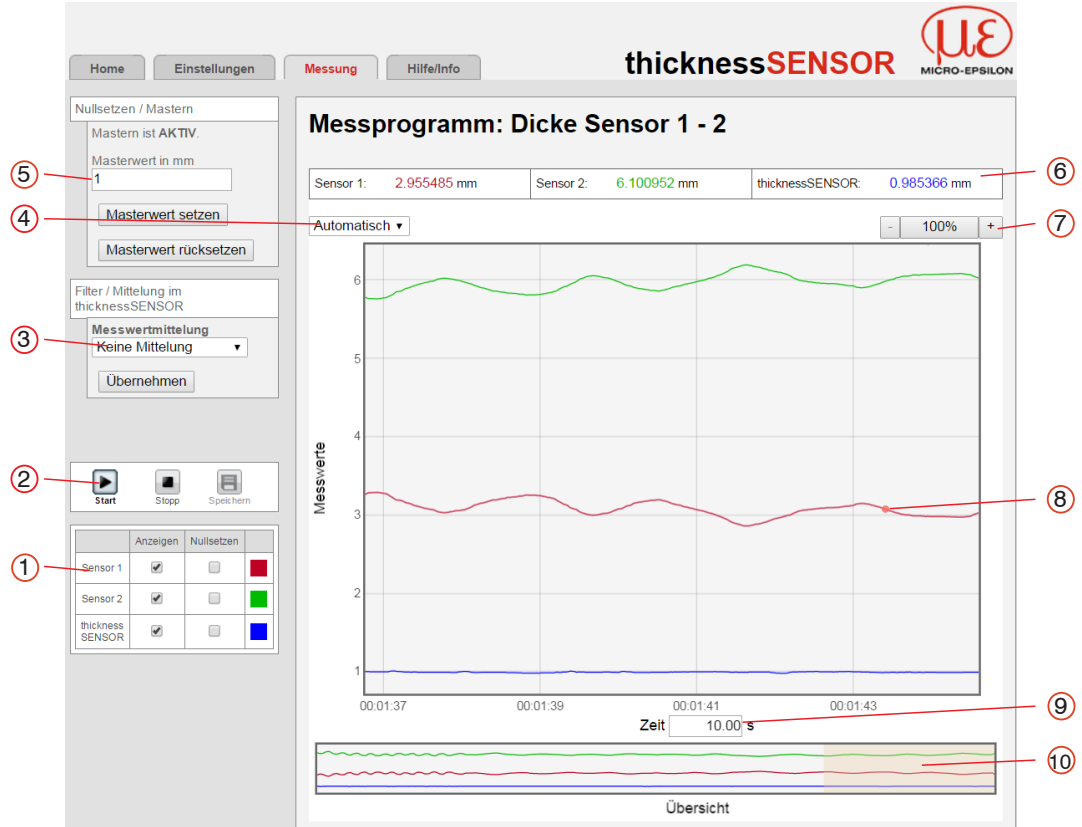 Home
Einstellungen
Messung
Hilfe/Info
thicknessSENSOR
με
MICRO-EPSILON
Nullsetzen / Mastern
Mastern ist AKTIV.
Masterwert in mm
1
Masterwert setzen
Masterwert rücksetzen
Filter / Mittelung im
thicknessSENSOR
Messwertmittelung
Keine Mittelung
Übernehmen
Start
Stopp
Speichern
Anzeigen Nullsetzen
Sensor 1
Sensor 2
thickness
SENSOR
5
4
3
2
1
Messprogramm: Dicke Sensor 1 - 2
Sensor 1: 2.955485 mm
Sensor 2: 6.100952 mm
thicknessSENSOR: 0.985366 mm
Automatisch
- 100% +
6
5
4
3
2
1
Messwerte
00:01:37 00:01:39 00:01:41 00:01:43
Zeit 10.00 s
Übersicht
6
7
8
9
10